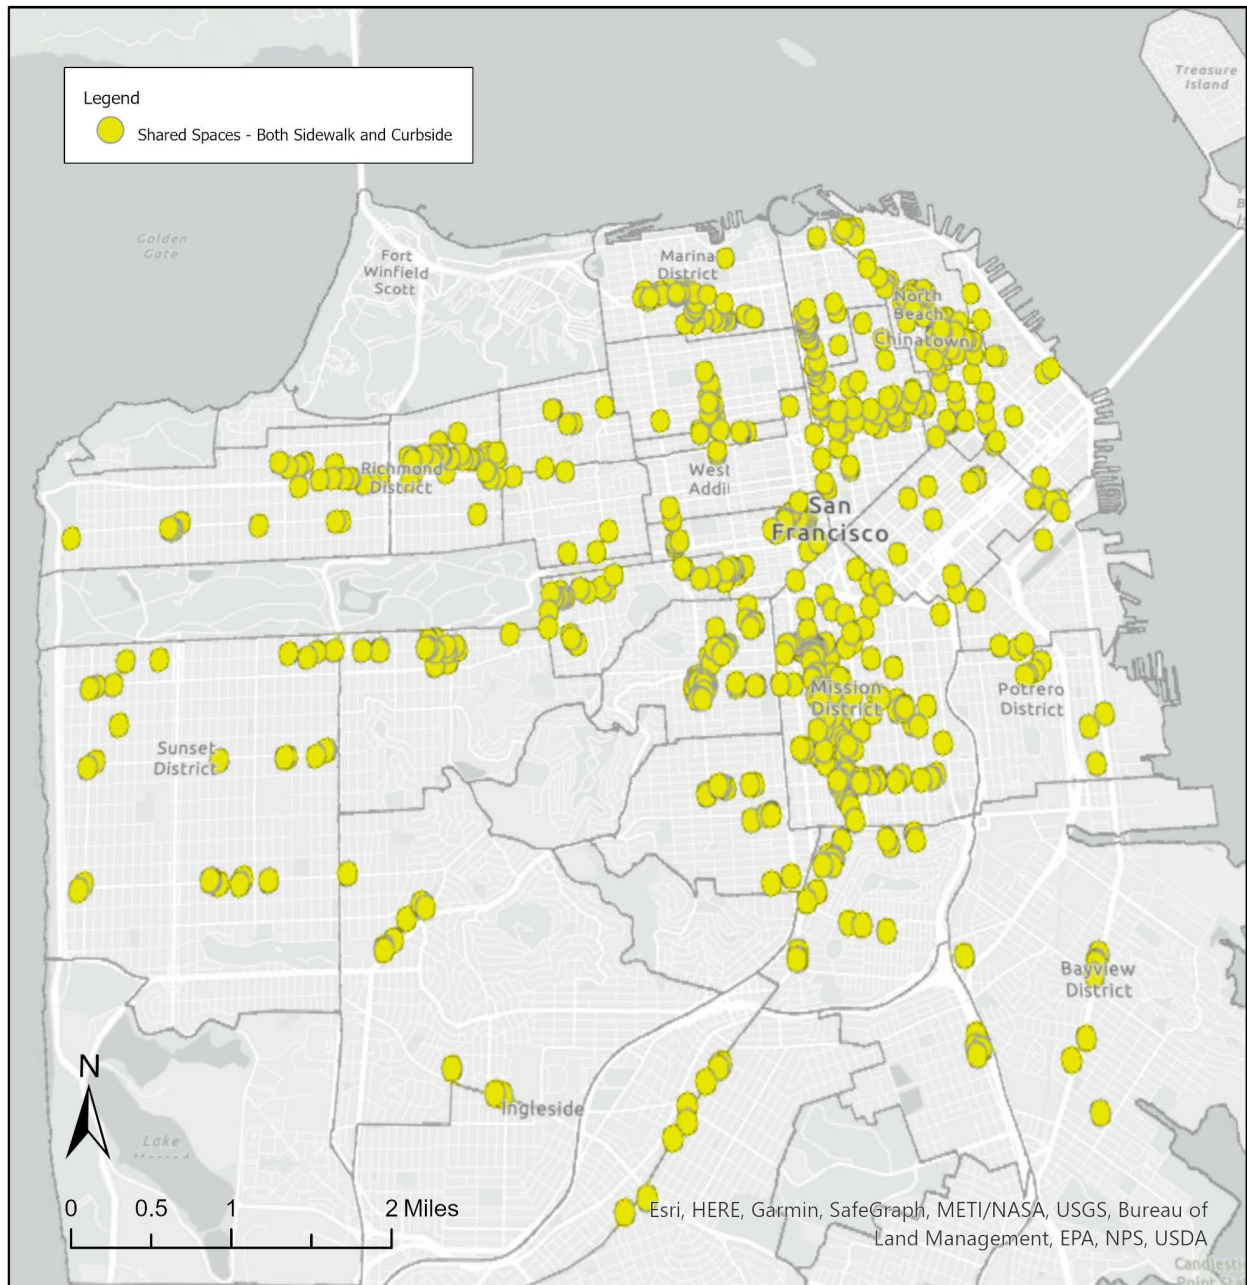 Legend
Shared Spaces - Both Sidewalk and Curbside
Treasure
Island
Golden
Gate
Fort
Winfield
Scott
Marina
District
North
Beach
Chinatown
Richmond
District
West
Addi
San
Francisco
Mission
District
Potrero
District
Sunset
District
Bayview
District
Ingleside
N
Lake
0 0.5 1 2 Miles
Esri, HERE, Garmin, SafeGraph, METI/NASA, USGS, Bureau of
Land Management, EPA, NPS, USDA